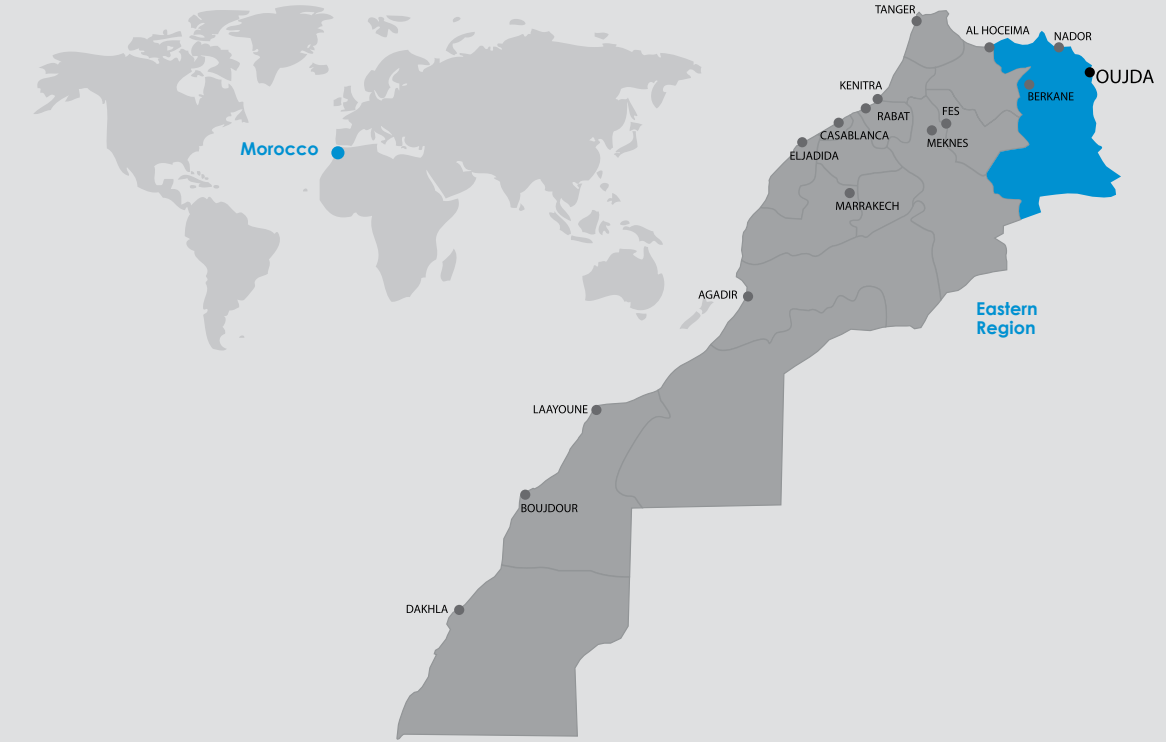 TANGER
AL HOCEIMA
NADOR
OUJDA
KENITRA
BERKANE
RABAT
FES
CASABLANCA
MEKNES
Morocco
ELJADIDA
MARRAKECH
AGADIR
Eastern
Region
LAAYOUNE
BOUJDOUR
DAKHLA